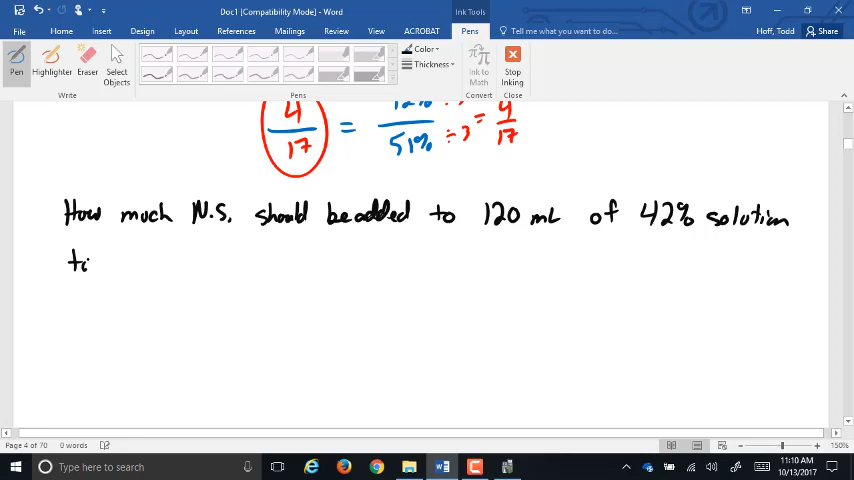 Doc1 [Compatibility Mode] - Word
Ink Tools
File Home Insert Design Layout References Mailings Review View ACROBAT Pens Tell me what you want to do... Hoff, Todd Share
Pen Highlighter Eraser Select Objects
Color
Thickness
Ink to Math
Stop Inking
Write Pens Convert Close
4/17 = 12%/51% ÷3 ÷3 = 4/17
How much N.S. should be added to 120 mL of 42% solution
to
Page 4 of 70 0 words 150%
Type here to search
11:10 AM
10/13/2017